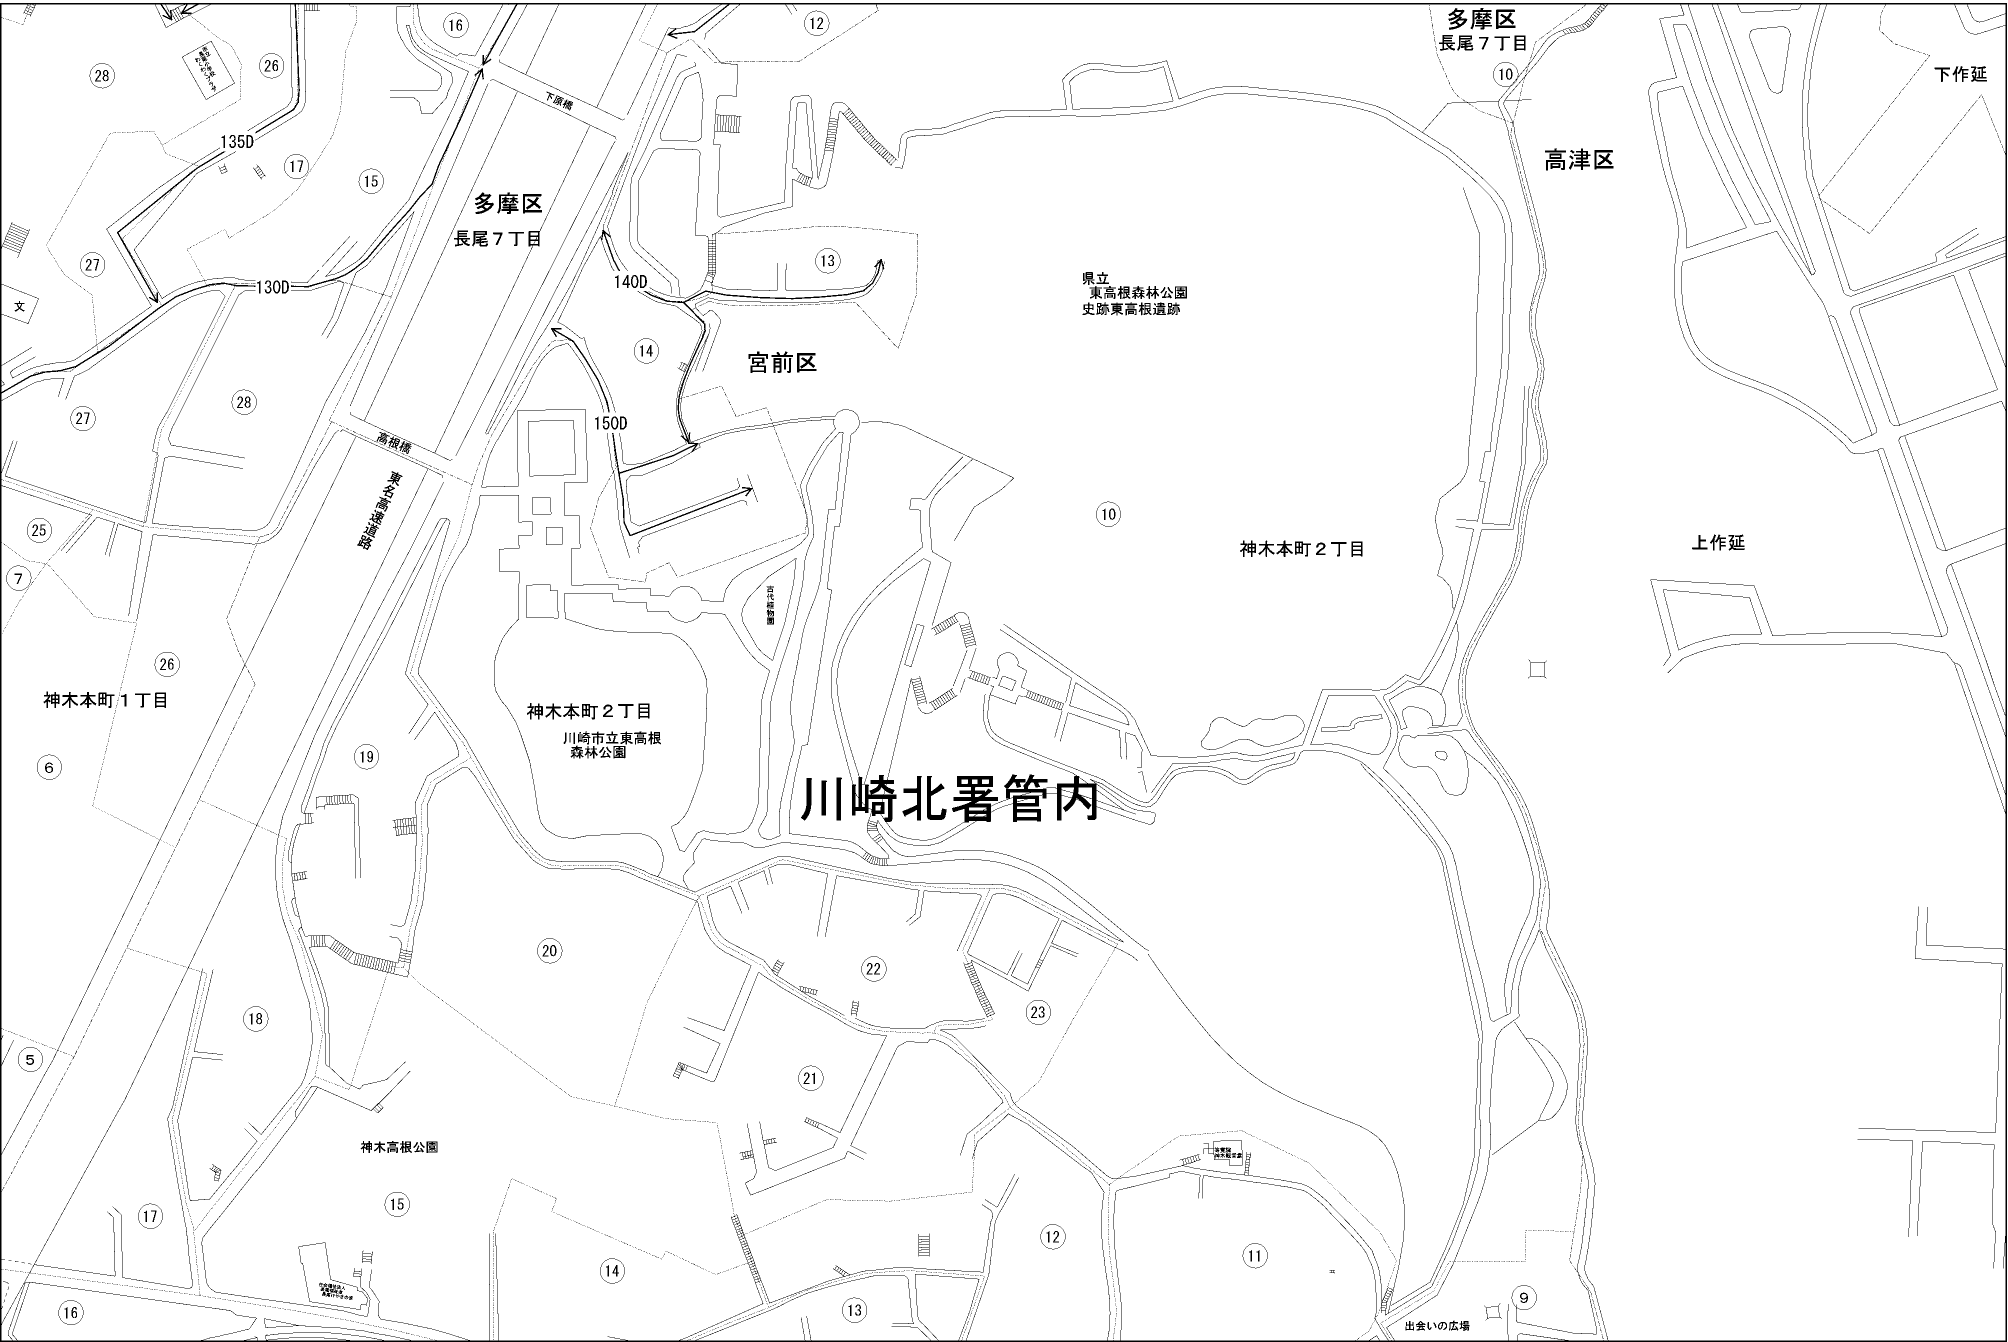 16
12
多摩区
長尾７丁目
10
28
26
下作延
下原橋
135D
17
15
高津区
多摩区
長尾７丁目
27
130D
文
140D
13
県立
東高根森林公園
史跡東高根遺跡
14
宮前区
27
28
150D
高根橋
東名高速道路
25
7
10
神木本町２丁目
上作延
古代植物園
26
神木本町１丁目
神木本町２丁目
川崎市立東高根
森林公園
6
19
川崎北署管内
20
22
18
23
5
21
神木高根公園
15
17
12
11
14
16
13
9
出会いの広場